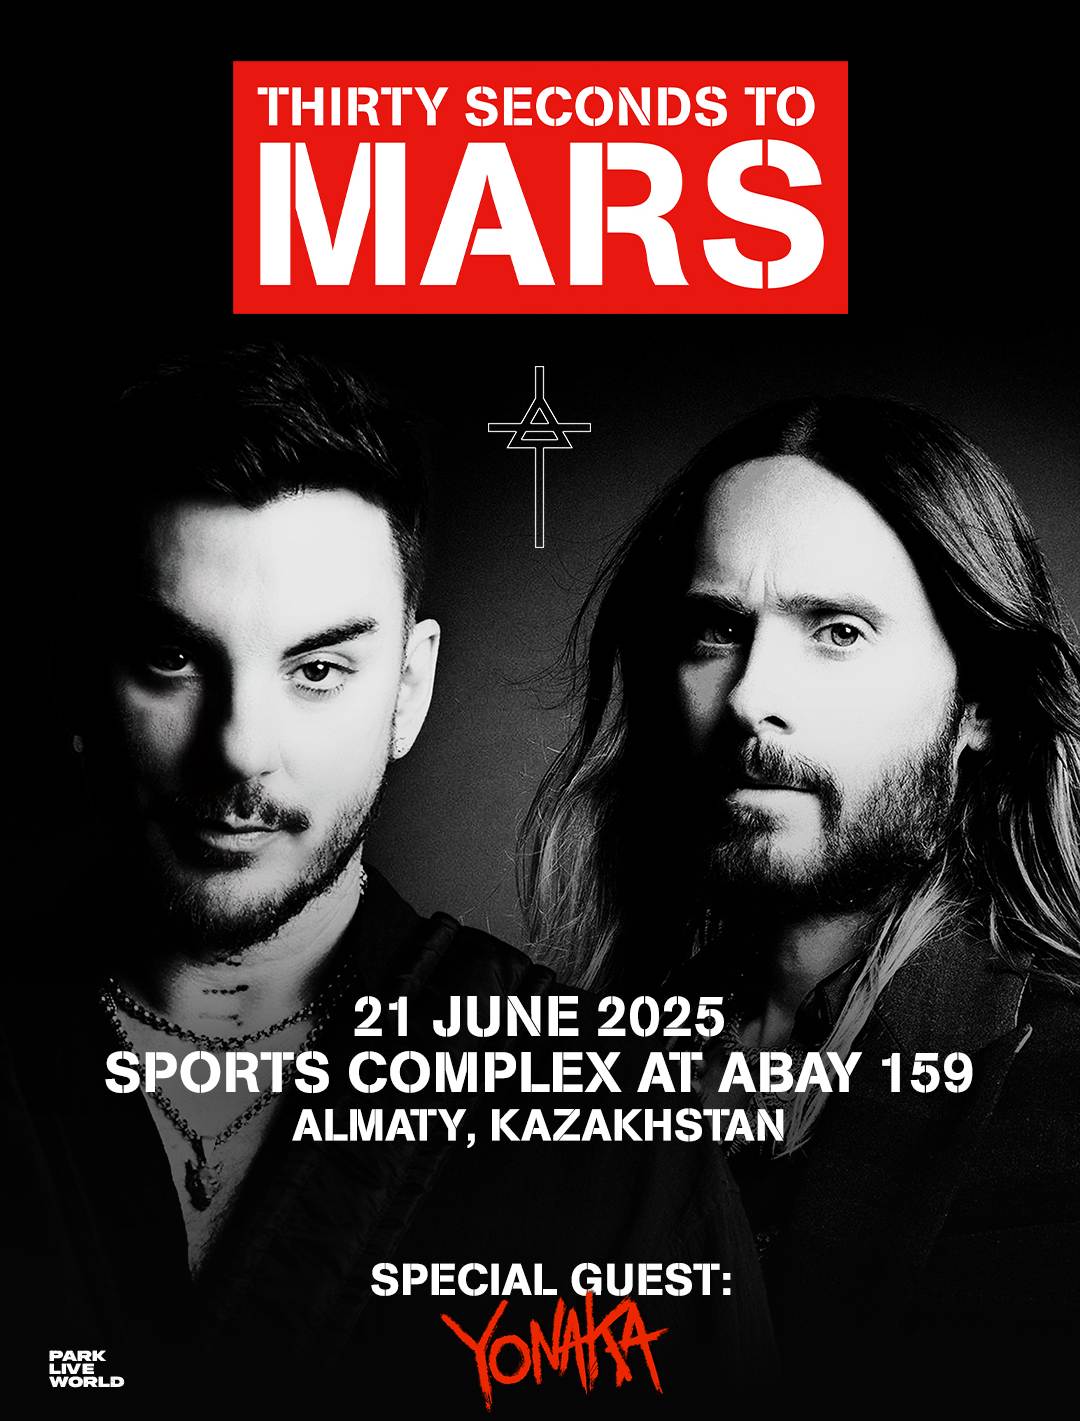 THIRTY SECONDS TO
MARS
21 JUNE 2025
SPORTS COMPLEX AT ABAY 159
ALMATY, KAZAKHSTAN
SPECIAL GUEST:
YONAKA
PARK
LIVE
WORLD